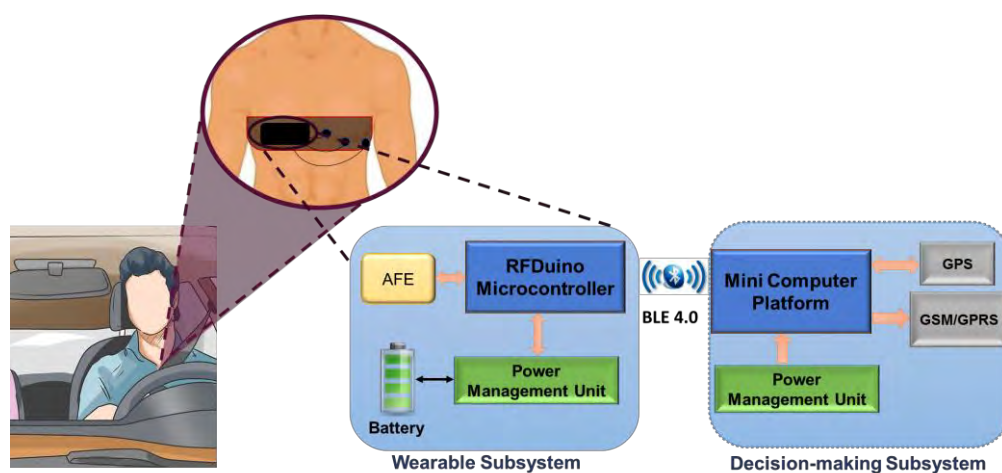 AFE
RFDuino
Microcontroller
Power
Management Unit
Battery
Wearable Subsystem
BLE 4.0
Mini Computer
Platform
GPS
GSM/GPRS
Power
Management Unit
Decision-making Subsystem